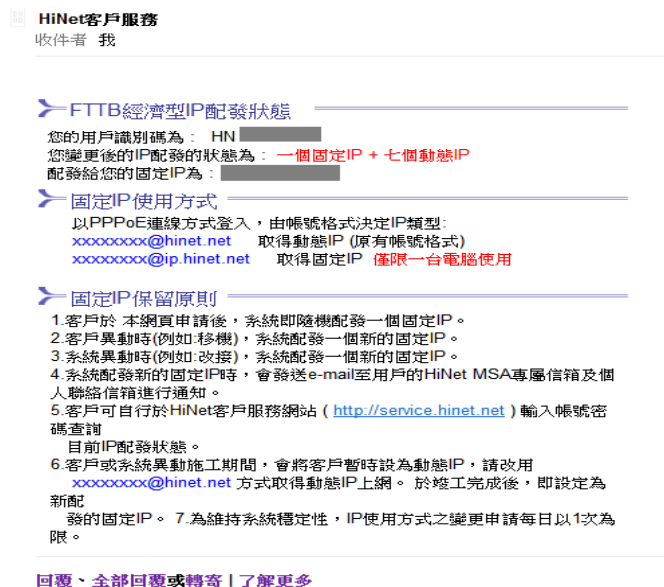 HiNet客戶服務
收件者 我
FTTB經濟型IP配發狀態
您的用戶識別碼為： HN
您變更後的IP配發的狀態為：一個固定IP + 七個動態IP
配發給您的固定IP為：
固定IP使用方式
以PPPoE連線方式登入，由帳號格式決定IP類型:
xxxxxxxx@hinet.net 取得動態IP (原有帳號格式)
xxxxxxxx@ip.hinet.net 取得固定IP 僅限一台電腦使用
固定IP保留原則
1.客戶於 本網頁申請後，系統即隨機配發一個固定IP。
2.客戶異動時(例如:移機)，系統配發一個新的固定IP。
3.系統異動時(例如:改接)，系統配發一個新的固定IP。
4.系統配發新的固定IP時，會發送e-mail至用戶的HiNet MSA專屬信箱及個
人聯絡信箱進行通知。
5.客戶可自行於HiNet客戶服務網站 ( http://service.hinet.net ) 輸入帳號密
碼查詢
目前IP配發狀態。
6.客戶或系統異動施工期間，會將客戶暫時設為動態IP，請改用
xxxxxxxx@hinet.net 方式取得動態IP上網。 於竣工完成後，即設定為
新配
發的固定IP。 7.為維持系統穩定性，IP使用方式之變更申請每日以1次為
限。
回覆、全部回覆或轉寄 | 了解更多